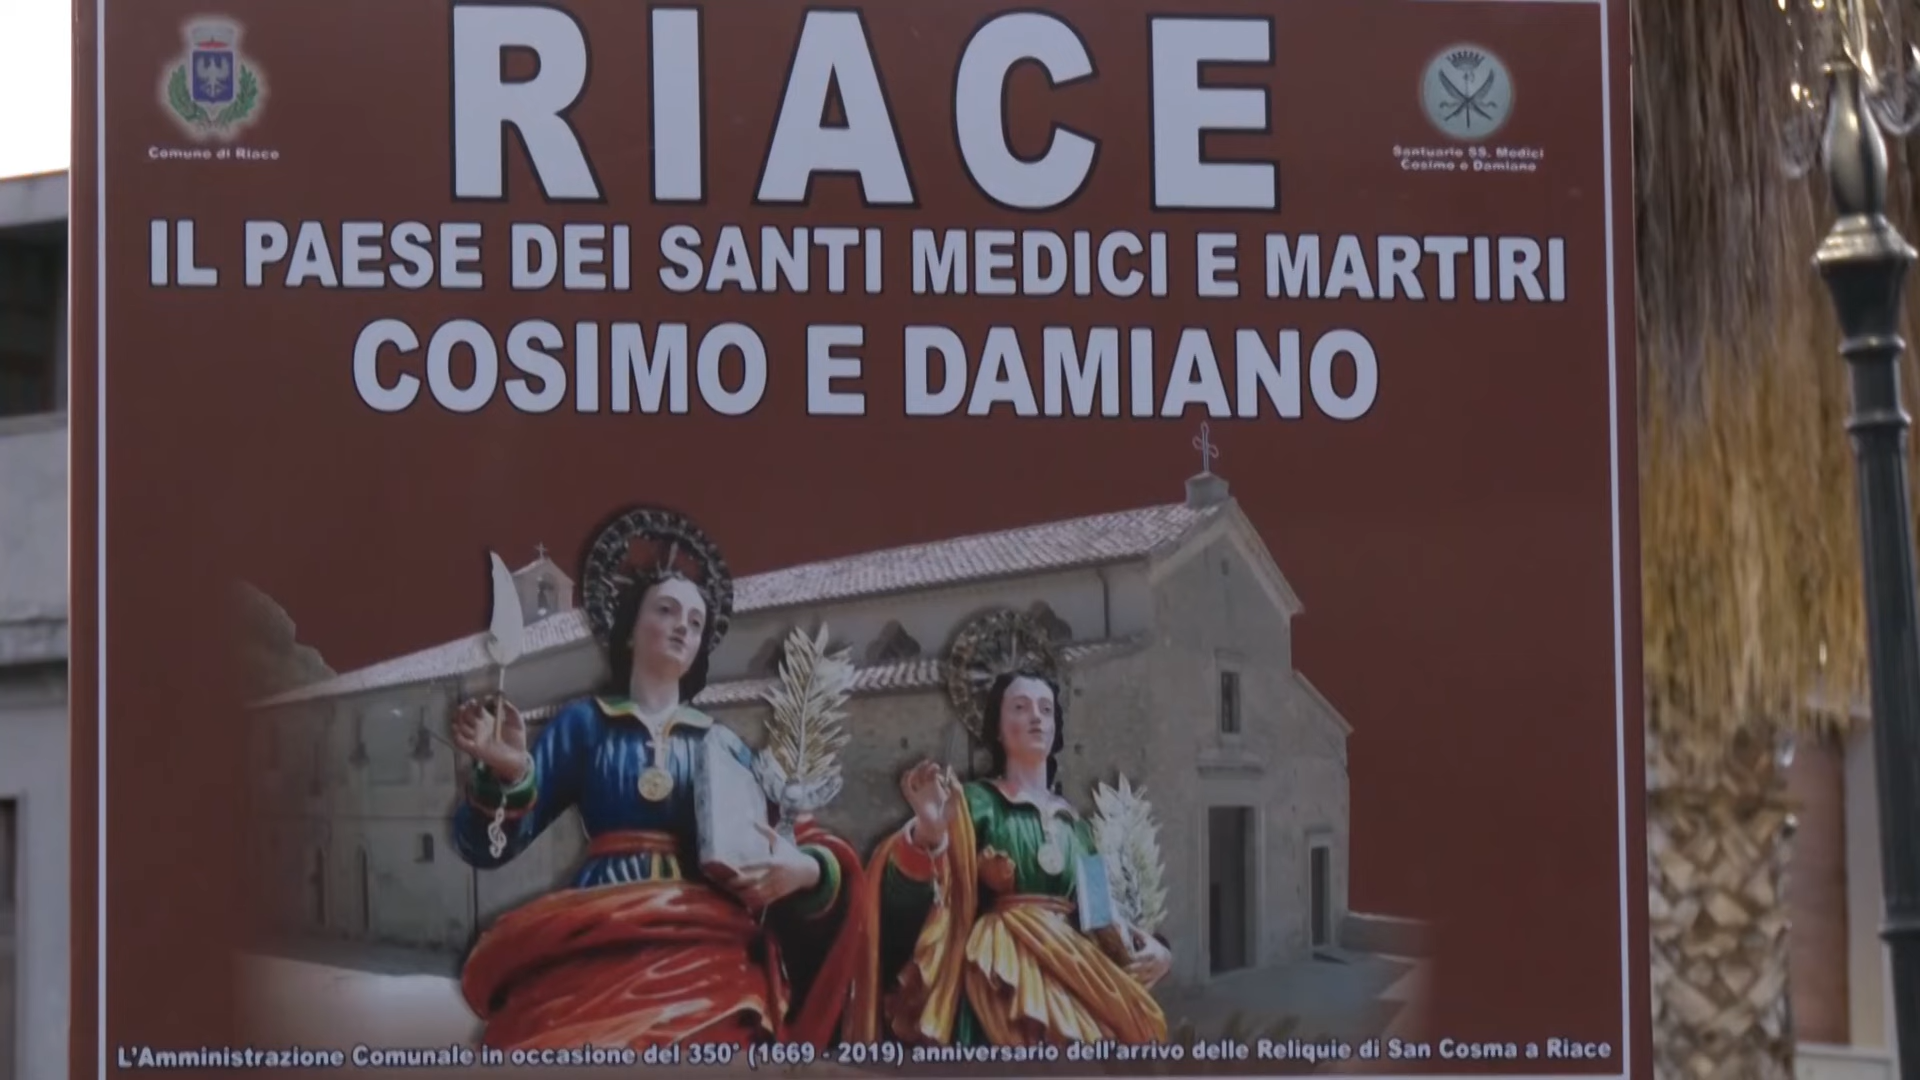 RIACE
Comune di Riace
Santuario SS. Medici
Cosimo e Damiano
IL PAESE DEI SANTI MEDICI E MARTIRI
COSIMO E DAMIANO
L'Amministrazione Comunale in occasione del 350° (1669 - 2019) anniversario dell'arrivo delle Reliquie di San Cosma a Riace